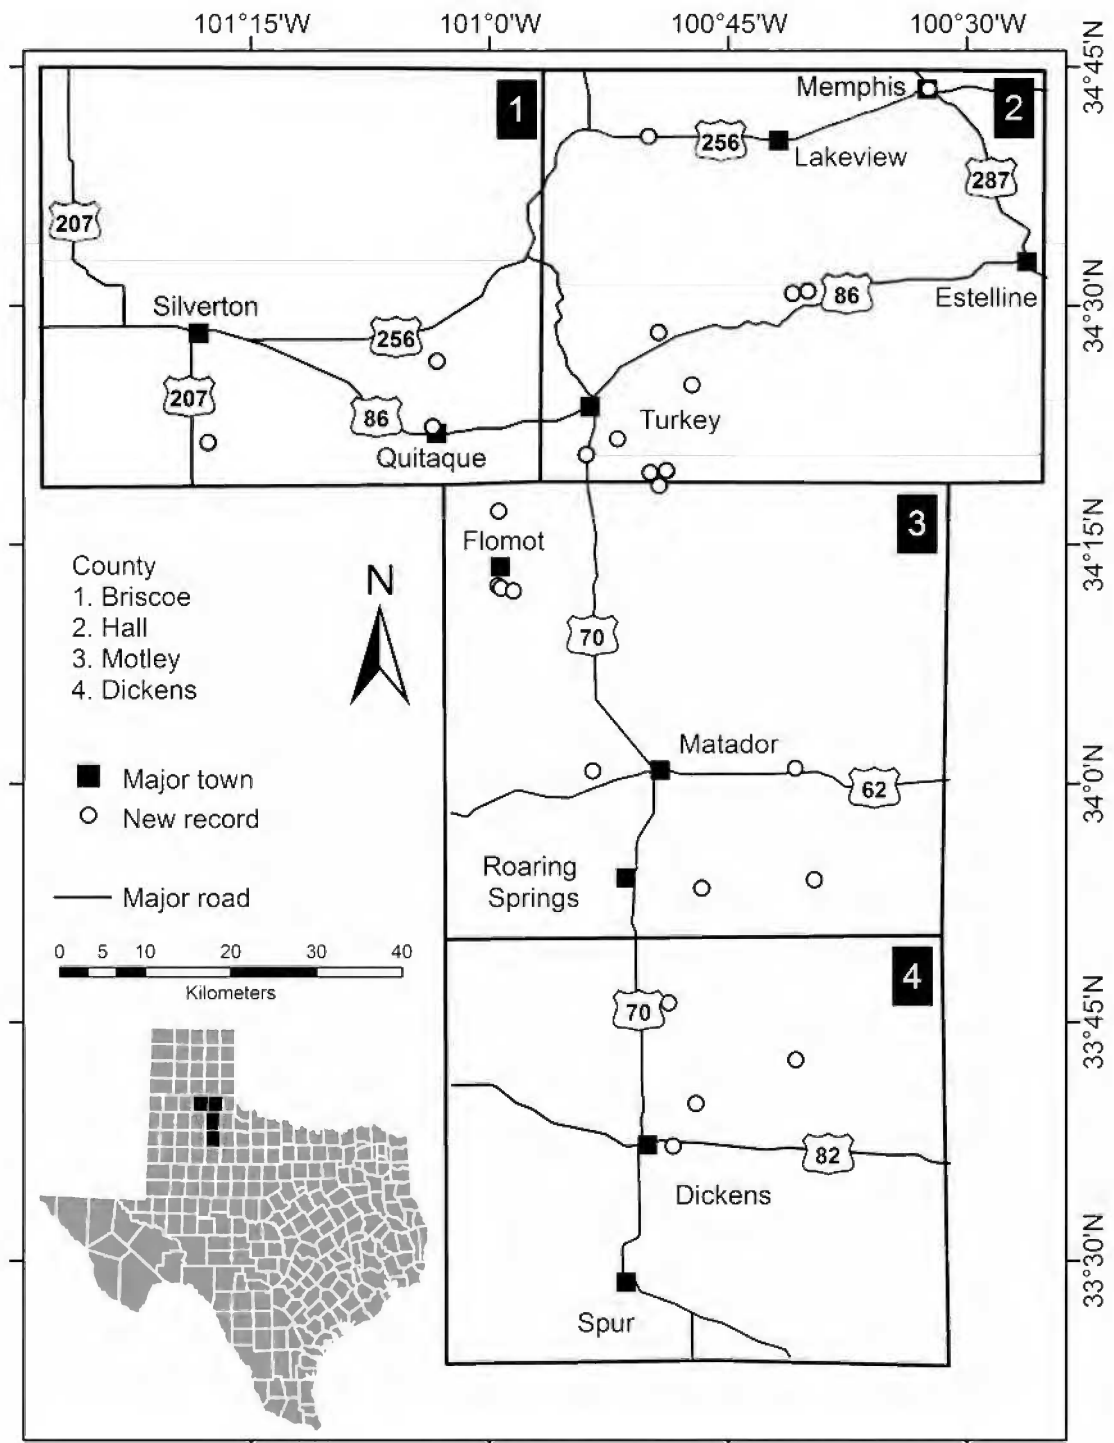 101°15'W 101°0'W 100°45'W 100°30'W
34°45'N
1
2
Memphis
256
Lakeview
287
207
Silverton
256
86
Estelline
34°30'N
34°30'N
207
86
Turkey
Quitaque
3
Flomot
34°15'N
County
1. Briscoe
2. Hall
3. Motley
4. Dickens
N
70
Matador
Major town
62
34°0'N
New record
Roaring
Springs
Major road
0 5 10 20 30 40
Kilometers
4
70
33°45'N
82
Dickens
33°30'N
Spur